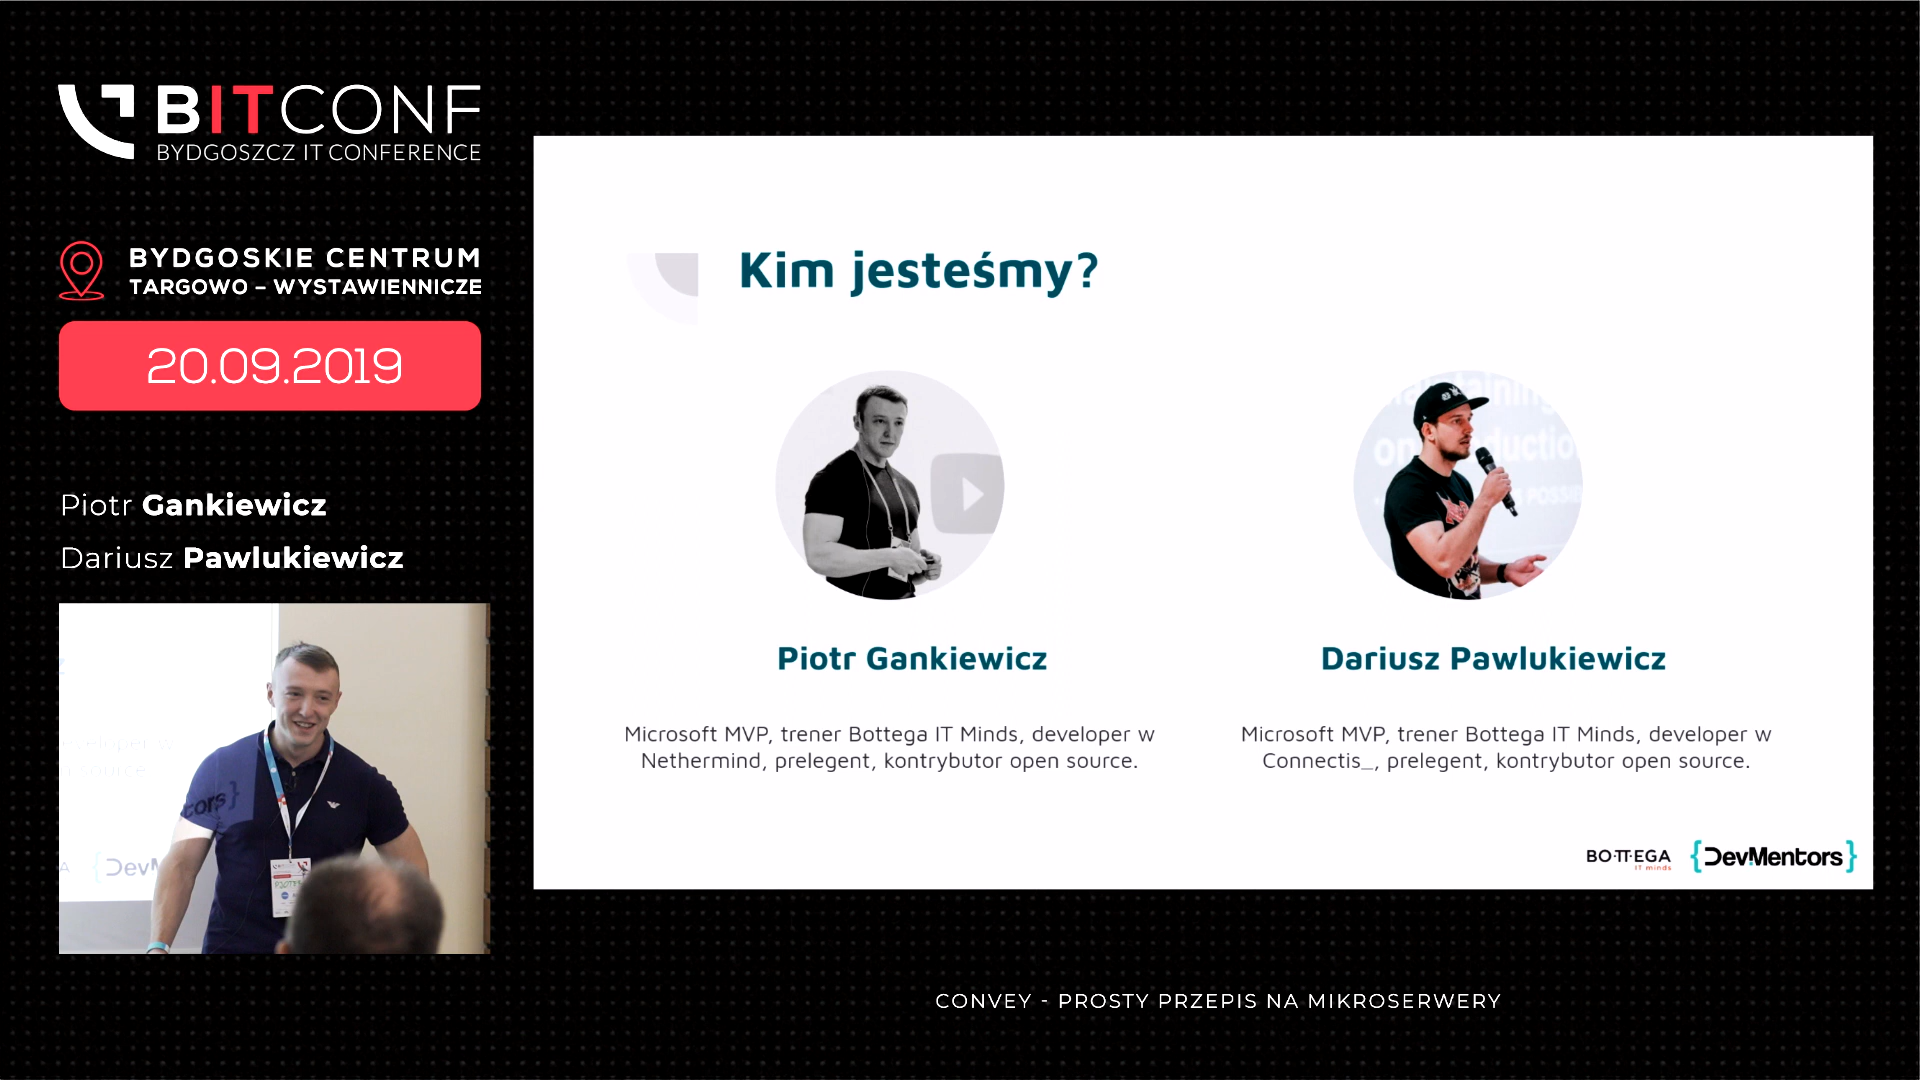 BITCONF
BYDGOSZCZ IT CONFERENCE
BYDGOSKIE CENTRUM
TARGOWO – WYSTAWIENNICZE
20.09.2019
Piotr Gankiewicz
Dariusz Pawlukiewicz
Kim jesteśmy?
Piotr Gankiewicz
Microsoft MVP, trener Bottega IT Minds, developer w
Nethermind, prelegent, kontrybutor open source.
Dariusz Pawlukiewicz
Microsoft MVP, trener Bottega IT Minds, developer w
Connectis_, prelegent, kontrybutor open source.
BOTTEGA
IT minds
{DevMentors}
CONVEY - PROSTY PRZEPIS NA MIKROSERWERY